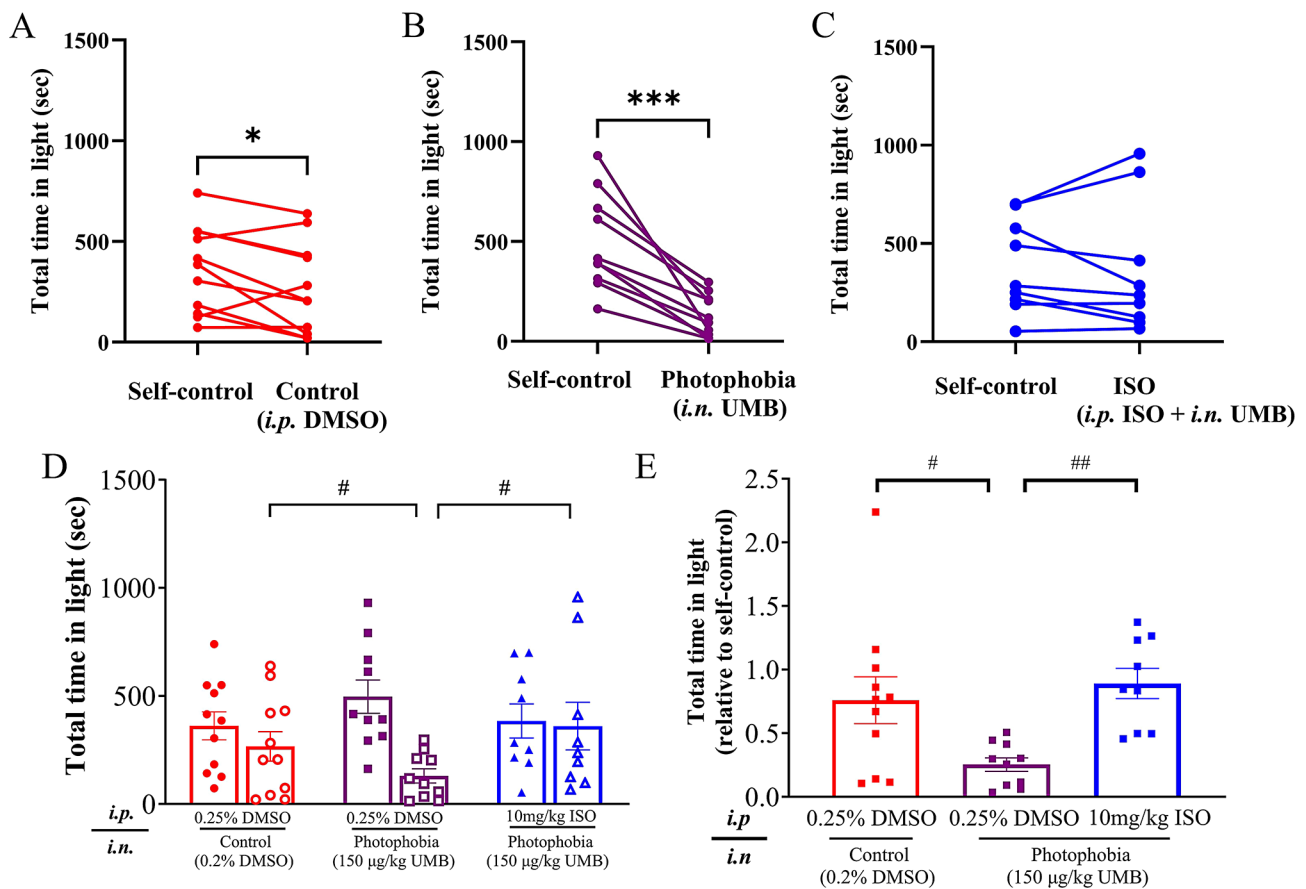 A
Total time in light (sec)
1500
1000
500
0
*
Self-control
Control
(i.p. DMSO)
B
Total time in light (sec)
1500
1000
500
0
***
Self-control
Photophobia
(i.n. UMB)
C
Total time in light (sec)
1500
1000
500
0
Self-control
ISO
(i.p. ISO + i.n. UMB)
D
Total time in light (sec)
1500
1000
500
0
#
#
i.p.
0.25% DMSO
0.25% DMSO
10mg/kg ISO
i.n.
Control
(0.2% DMSO)
Photophobia
(150 µg/kg UMB)
Photophobia
(150 µg/kg UMB)
E
Total time in light
(relative to self-control)
2.5
2.0
1.5
1.0
0.5
0.0
#
##
i.p
0.25% DMSO
0.25% DMSO
10mg/kg ISO
i.n
Control
(0.2% DMSO)
Photophobia
(150 µg/kg UMB)